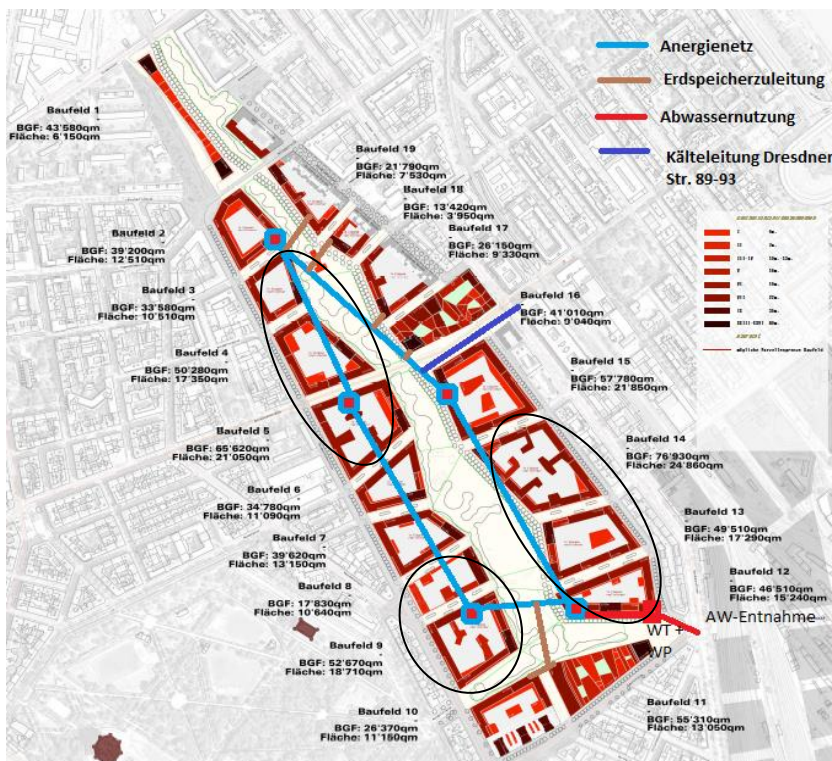 Anergienetz
Erdspeicherzuleitung
Abwassernutzung
Kälteleitung Dresdner
Str. 89-93
Baufeld 1
-
BGF: 43'580qm
Fläche: 6'150qm
Baufeld 19
-
BGF: 21'790qm
Fläche: 7'530qm
Baufeld 18
-
BGF: 13'420qm
Fläche: 3'950qm
Baufeld 17
-
BGF: 26'150qm
Fläche: 9'330qm
Baufeld 2
-
BGF: 39'200qm
Fläche: 12'510qm
Baufeld 3
-
BGF: 33'580qm
Fläche: 10'510qm
Baufeld 16
-
BGF: 41'010qm
Fläche: 9'040qm
Baufeld 4
-
BGF: 50'280qm
Fläche: 17'350qm
Baufeld 15
-
BGF: 57'780qm
Fläche: 21'850qm
Baufeld 5
-
BGF: 65'620qm
Fläche: 21'050qm
Baufeld 14
-
BGF: 76'930qm
Fläche: 24'860qm
Baufeld 6
-
BGF: 34'780qm
Fläche: 11'090qm
Baufeld 13
-
BGF: 49'510qm
Fläche: 17'290qm
Baufeld 7
-
BGF: 39'620qm
Fläche: 13'150qm
Baufeld 12
-
BGF: 46'510qm
Fläche: 15'240qm
Baufeld 8
-
BGF: 17'830qm
Fläche: 10'640qm
AW-Entnahme
WT +
WP
Baufeld 9
-
BGF: 52'670qm
Fläche: 18'710qm
Baufeld 11
-
BGF: 55'310qm
Fläche: 13'050qm
Baufeld 10
-
BGF: 26'370qm
Fläche: 11'150qm